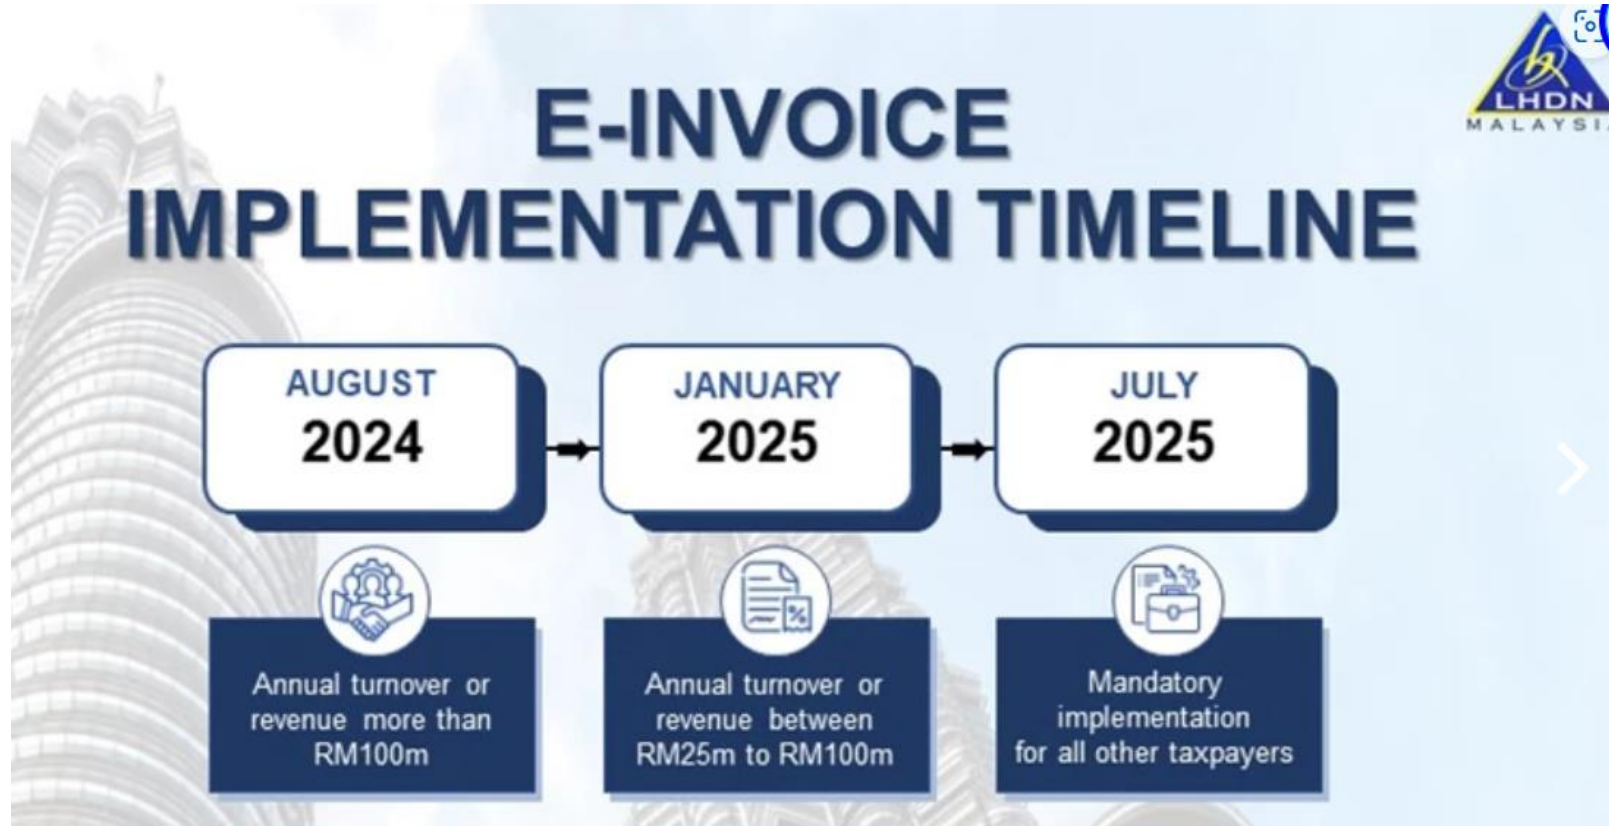 LHDN
MALAYSI
E-INVOICE
IMPLEMENTATION TIMELINE
AUGUST
2024
JANUARY
2025
JULY
2025
%
Annual turnover or
revenue more than
RM100m
Annual turnover or
revenue between
RM25m to RM100m
Mandatory
implementation
for all other taxpayers